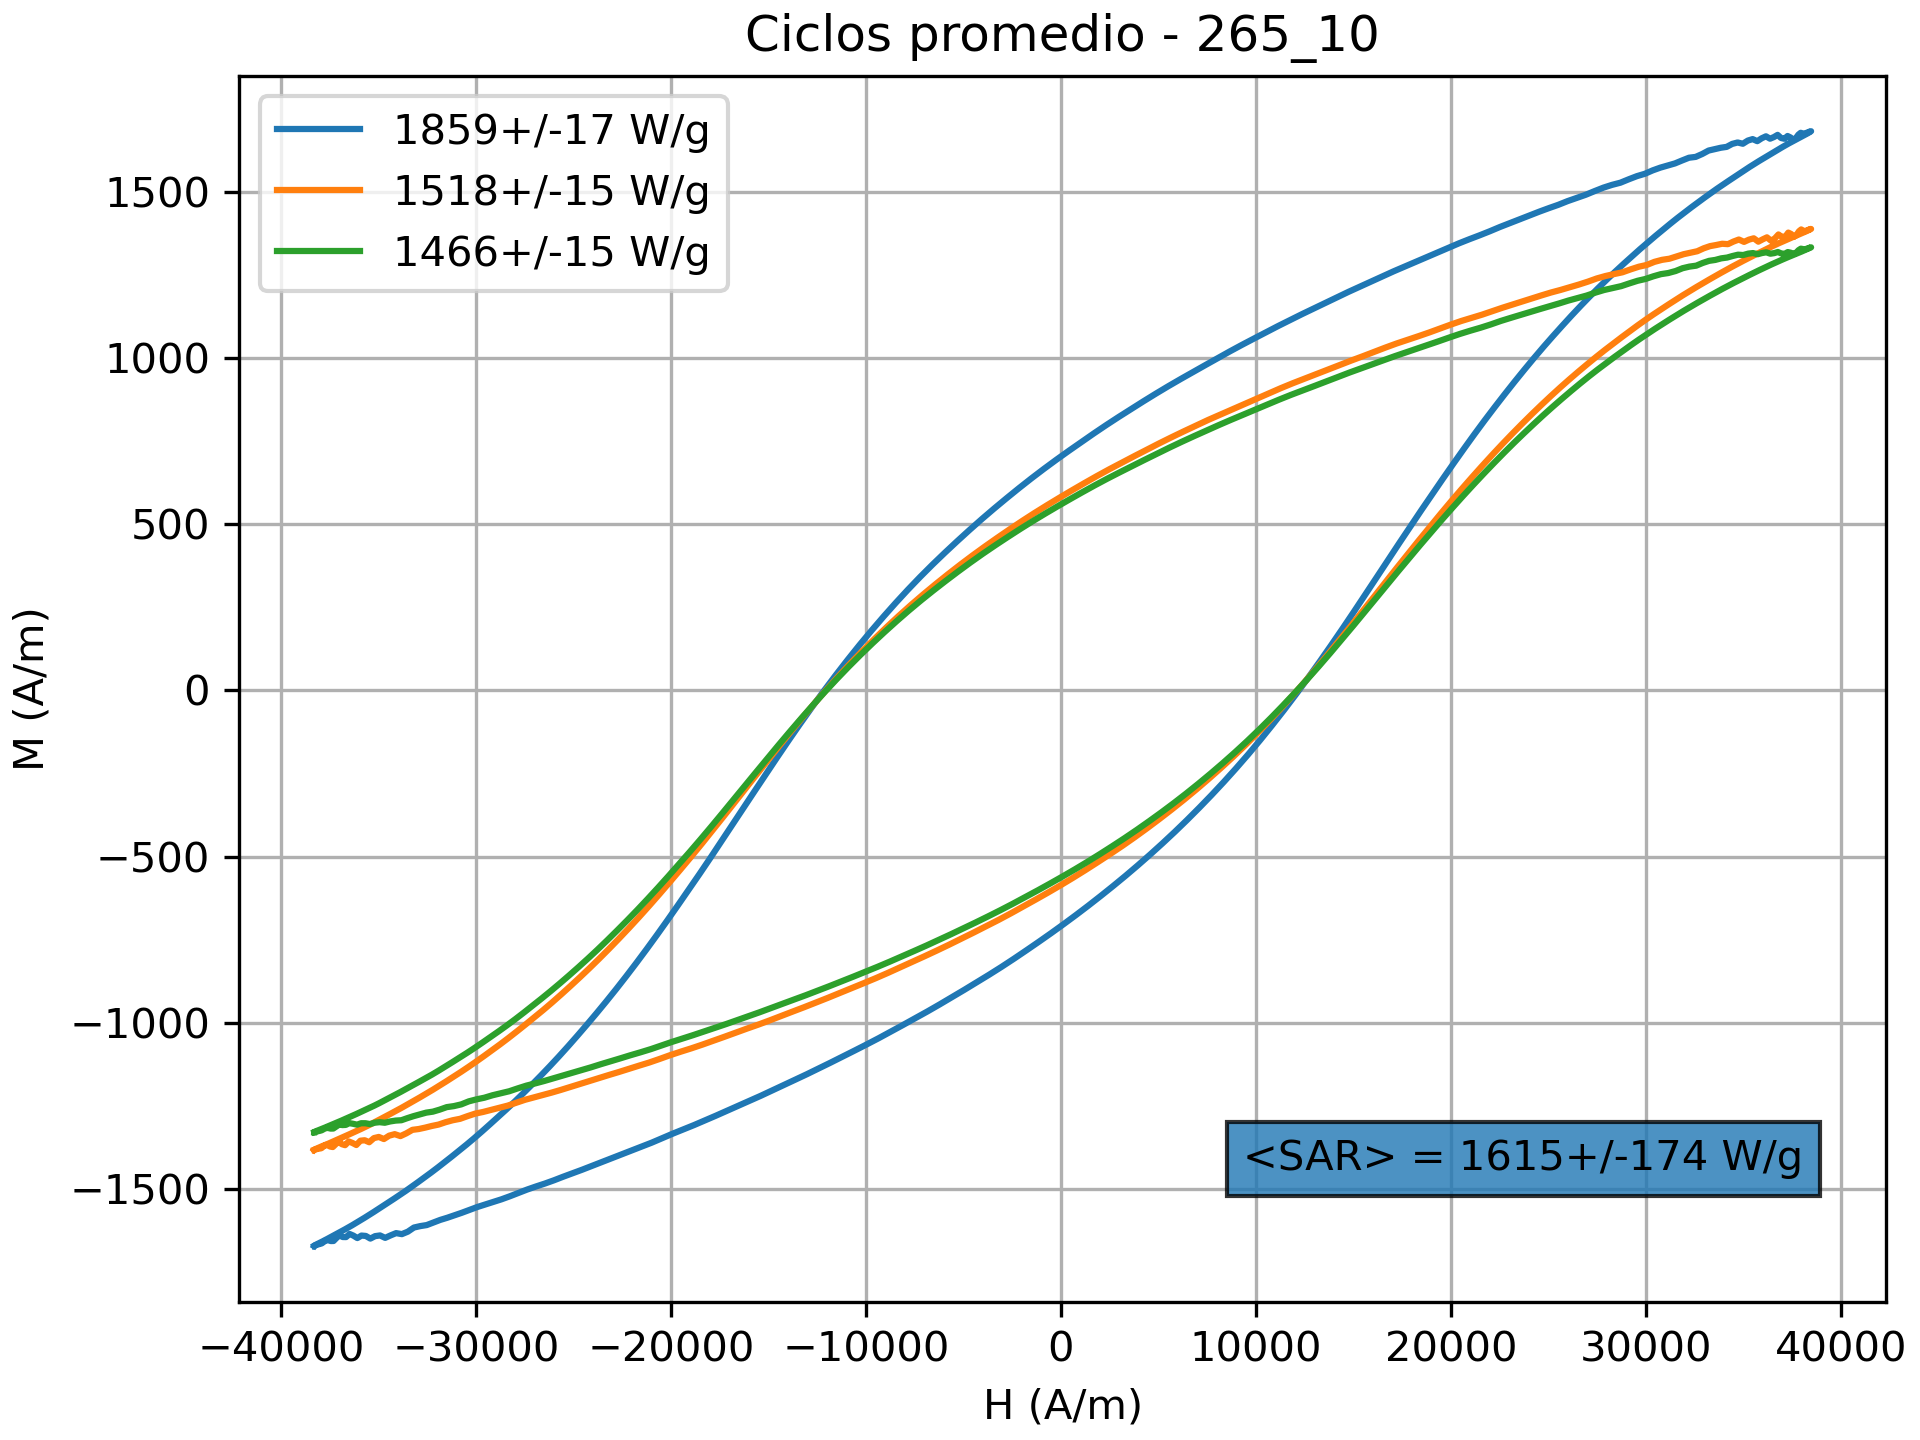 Ciclos promedio - 265_10
1859+/-17 W/g
1518+/-15 W/g
1466+/-15 W/g
1500
1000
500
0
−500
−1000
−1500
M (A/m)
<SAR> = 1615+/-174 W/g
−40000 −30000 −20000 −10000 0 10000 20000 30000 40000
H (A/m)